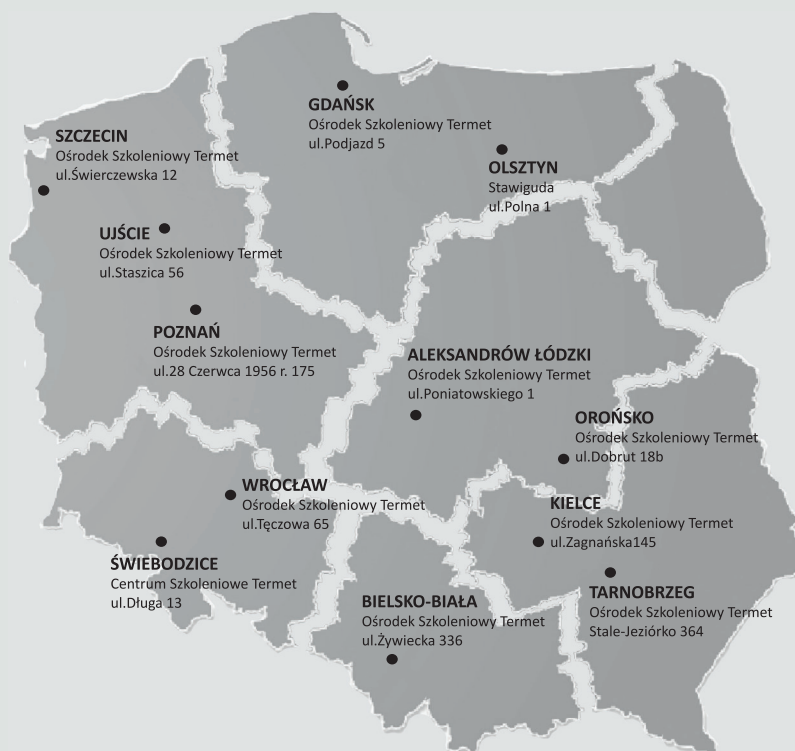 GDAŃSK
Ośrodek Szkoleniowy Termet
ul.Podjazd 5
SZCZECIN
Ośrodek Szkoleniowy Termet
ul.Świerczewska 12
OLSZTYN
Stawiguda
ul.Polna 1
UJŚCIE
Ośrodek Szkoleniowy Termet
ul.Staszica 56
POZNAŃ
Ośrodek Szkoleniowy Termet
ul.28 Czerwca 1956 r. 175
ALEKSANDRÓW ŁÓDZKI
Ośrodek Szkoleniowy Termet
ul.Poniatowskiego 1
OROŃSKO
Ośrodek Szkoleniowy Termet
ul.Dobrut 18b
WROCŁAW
Ośrodek Szkoleniowy Termet
ul.Tęczowa 65
KIELCE
Ośrodek Szkoleniowy Termet
ul.Zagnańska145
ŚWIEBODZICE
Centrum Szkoleniowe Termet
ul.Długa 13
TARNOBRZEG
Ośrodek Szkoleniowy Termet
Stale-Jeziórko 364
BIELSKO-BIAŁA
Ośrodek Szkoleniowy Termet
ul.Żywiecka 336